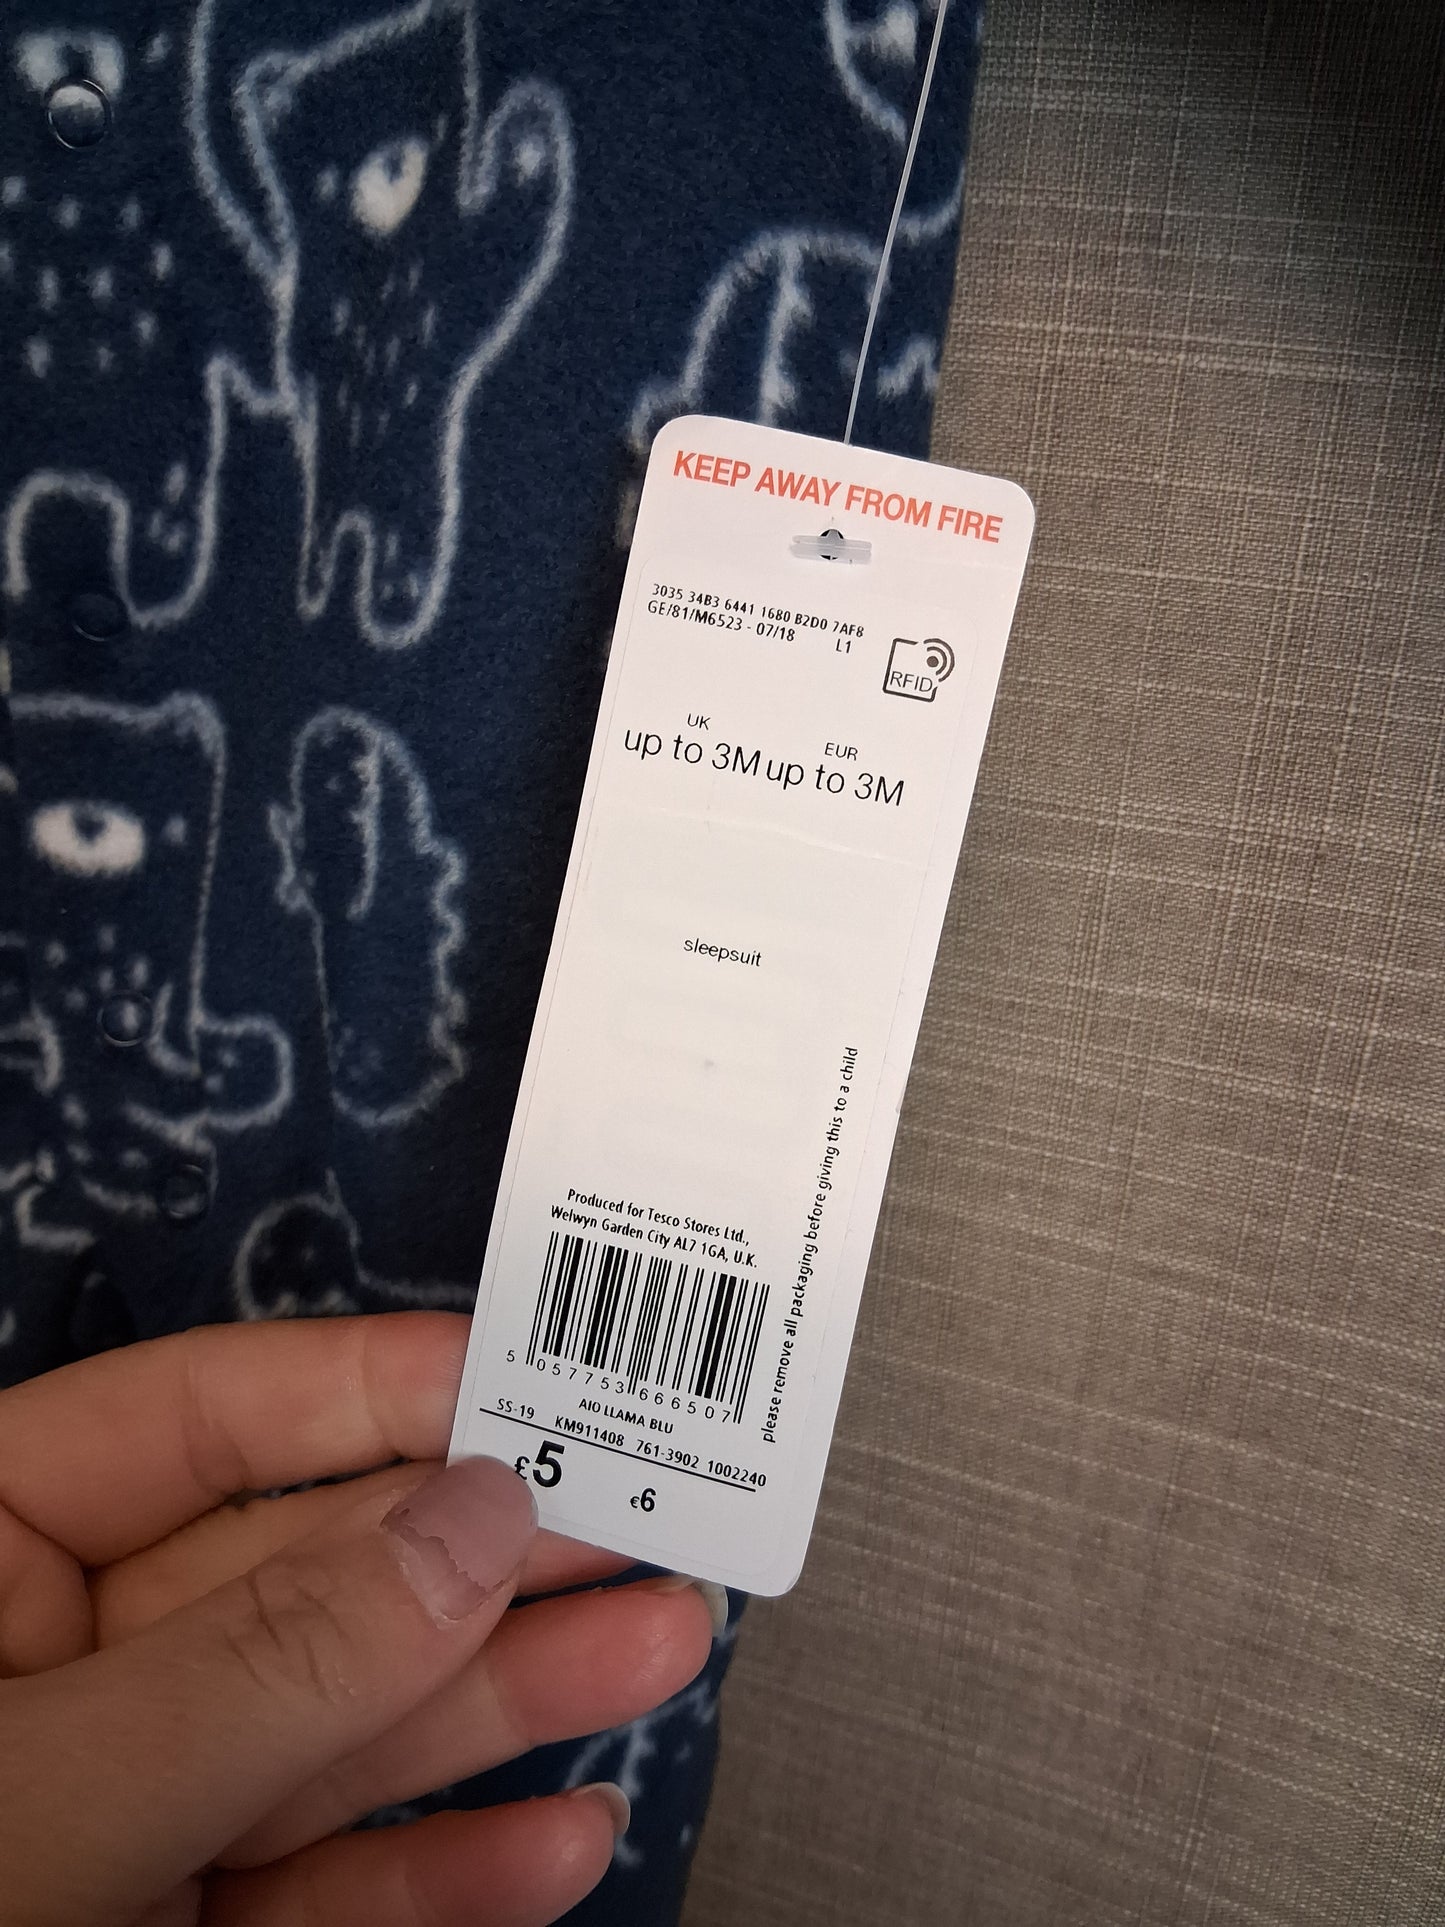 KEEP AWAY FROM FIRE
3035 34B3 6441 1680 B2D0 7AF8
GE/81/M6523 - 07/18 L1
RFID
UK
up to 3M
EUR
up to 3M
sleepsuit
please remove all packaging before giving this to a child
Produced for Tesco Stores Ltd.,
Welwyn Garden City AL7 1GA, U.K.
5 057753 666507
AIO LLAMA BLU
SS-19 KM911408 761-3902 1002240
£5 €6